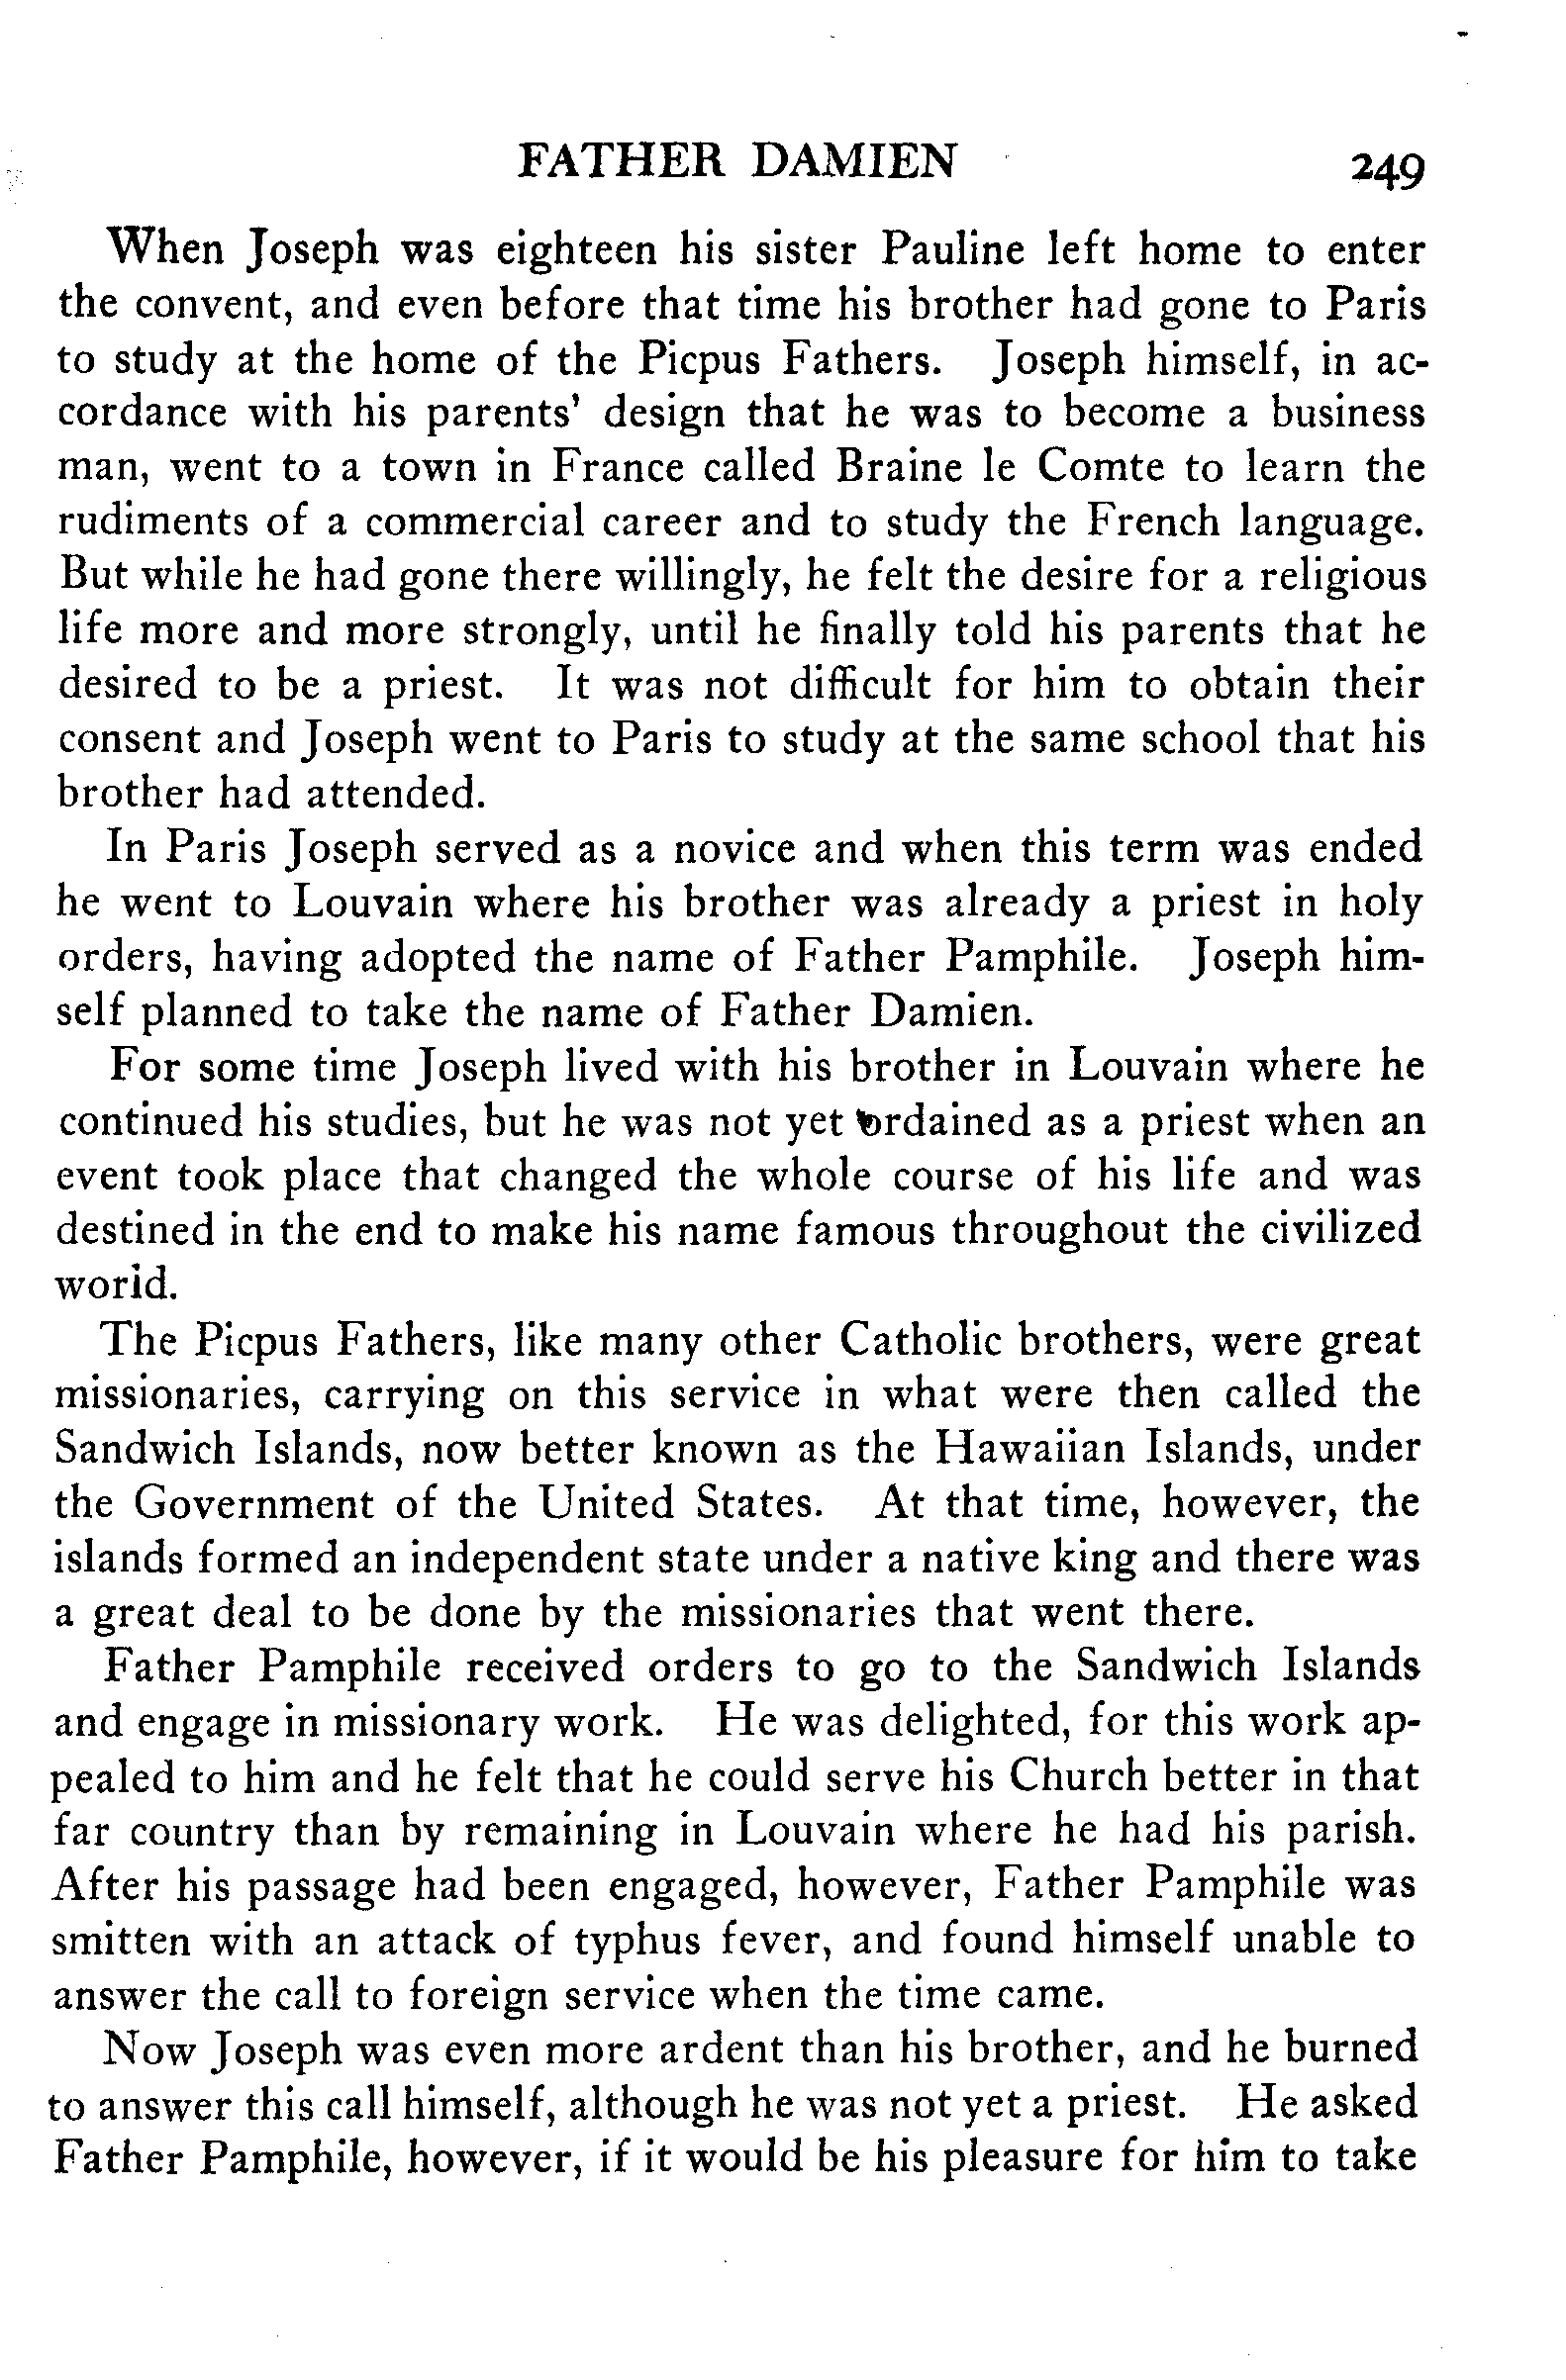 FATHER DAMIEN 249
When Joseph was eighteen his sister Pauline left home to enter
the convent, and even before that time his brother had gone to Paris
to study at the home of the Picpus Fathers. Joseph himself, in ac-
cordance with his parents' design that he was to become a business
man, went to a town in France called Braine le Comte to learn the
rudiments of a commercial career and to study the French language.
But while he had gone there willingly, he felt the desire for a religious
life more and more strongly, until he finally told his parents that he
desired to be a priest. It was not difficult for him to obtain their
consent and Joseph went to Paris to study at the same school that his
brother had attended.
In Paris Joseph served as a novice and when this term was ended
he went to Louvain where his brother was already a priest in holy
orders, having adopted the name of Father Pamphile. Joseph him-
self planned to take the name of Father Damien.
For some time Joseph lived with his brother in Louvain where he
continued his studies, but he was not yet ordained as a priest when an
event took place that changed the whole course of his life and was
destined in the end to make his name famous throughout the civilized
world.
The Picpus Fathers, like many other Catholic brothers, were great
missionaries, carrying on this service in what were then called the
Sandwich Islands, now better known as the Hawaiian Islands, under
the Government of the United States. At that time, however, the
islands formed an independent state under a native king and there was
a great deal to be done by the missionaries that went there.
Father Pamphile received orders to go to the Sandwich Islands
and engage in missionary work. He was delighted, for this work ap-
pealed to him and he felt that he could serve his Church better in that
far country than by remaining in Louvain where he had his parish.
After his passage had been engaged, however, Father Pamphile was
smitten with an attack of typhus fever, and found himself unable to
answer the call to foreign service when the time came.
Now Joseph was even more ardent than his brother, and he burned
to answer this call himself, although he was not yet a priest. He asked
Father Pamphile, however, if it would be his pleasure for him to take